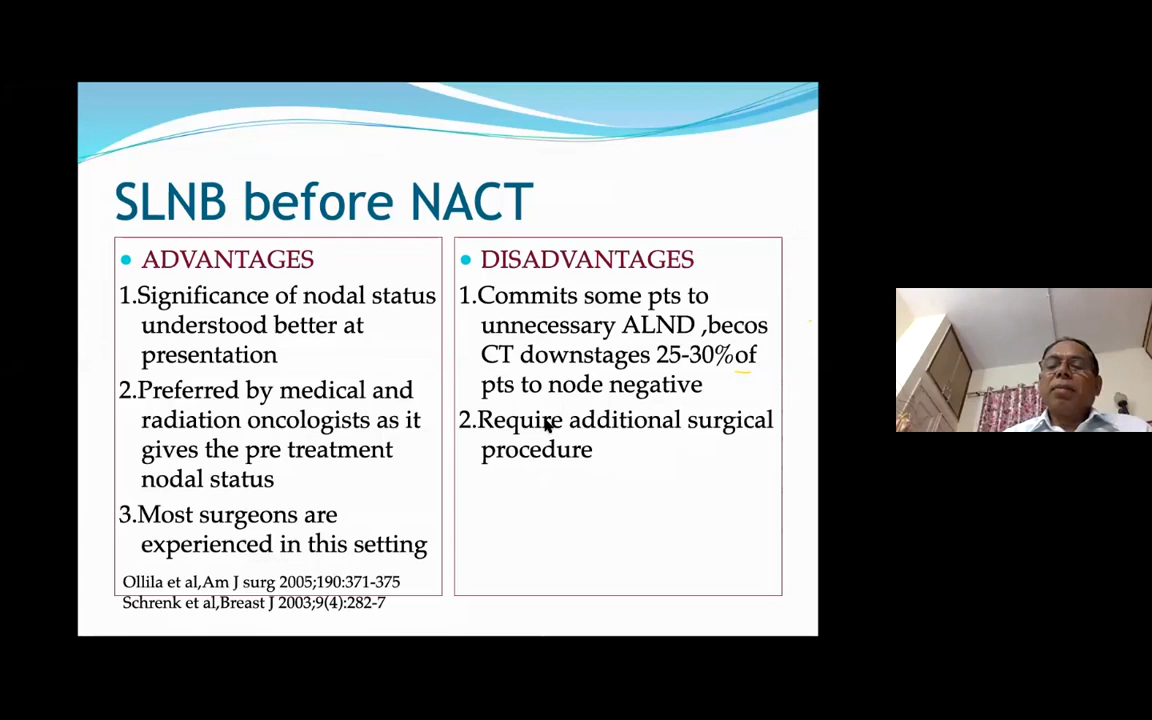 SLNB before NACT
ADVANTAGES
1.Significance of nodal status
understood better at
presentation
2.Preferred by medical and
radiation oncologists as it
gives the pre treatment
nodal status
3.Most surgeons are
experienced in this setting
Ollila et al,Am J surg 2005;190:371-375
Schrenk et al,Breast J 2003;9(4):282-7
DISADVANTAGES
1.Commits some pts to
unnecessary ALND ,becos
CT downstages 25-30%of
pts to node negative
2.Require additional surgical
procedure